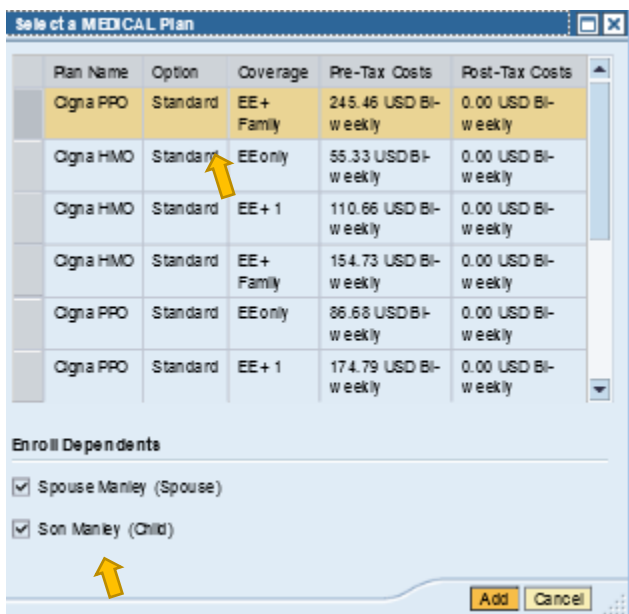 Select a MEDICAL Plan
Plan Name Option Coverage Pre-Tax Costs Post-Tax Costs
Cigna PPO Standard EE+ 245.46 USD Bi- 0.00 USD Bi-
Family weekly weekly
Cigna HMO Standard EE only 55.33 USD Bi- 0.00 USD Bi-
weekly weekly
Cigna HMO Standard EE+1 110.66 USD Bi- 0.00 USD Bi-
weekly weekly
Cigna HMO Standard EE+ 154.73 USD Bi- 0.00 USD Bi-
Family weekly weekly
Cigna PPO Standard EE only 86.68 USD Bi- 0.00 USD Bi-
weekly weekly
Cigna PPO Standard EE+1 174.79 USD Bi- 0.00 USD Bi-
weekly weekly
Enroll Dependents
Spouse Manley (Spouse)
Son Manley (Child)
Add Cancel